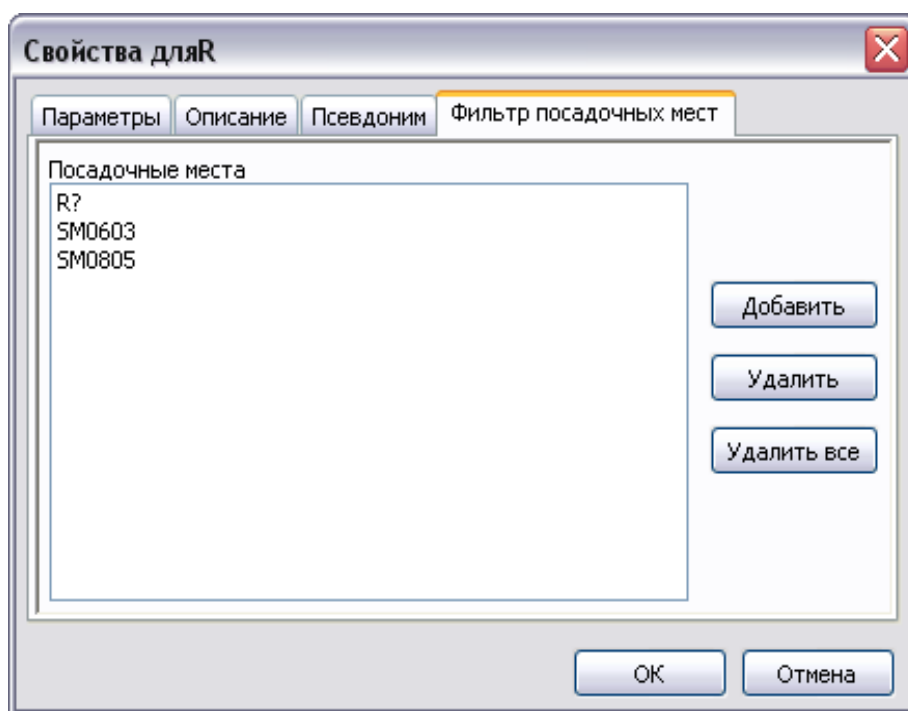 Свойства дляR
Параметры Описание Псевдоним Фильтр посадочных мест
Посадочные места
R?
SM0603
SM0805
Добавить
Удалить
Удалить все
OK Отмена